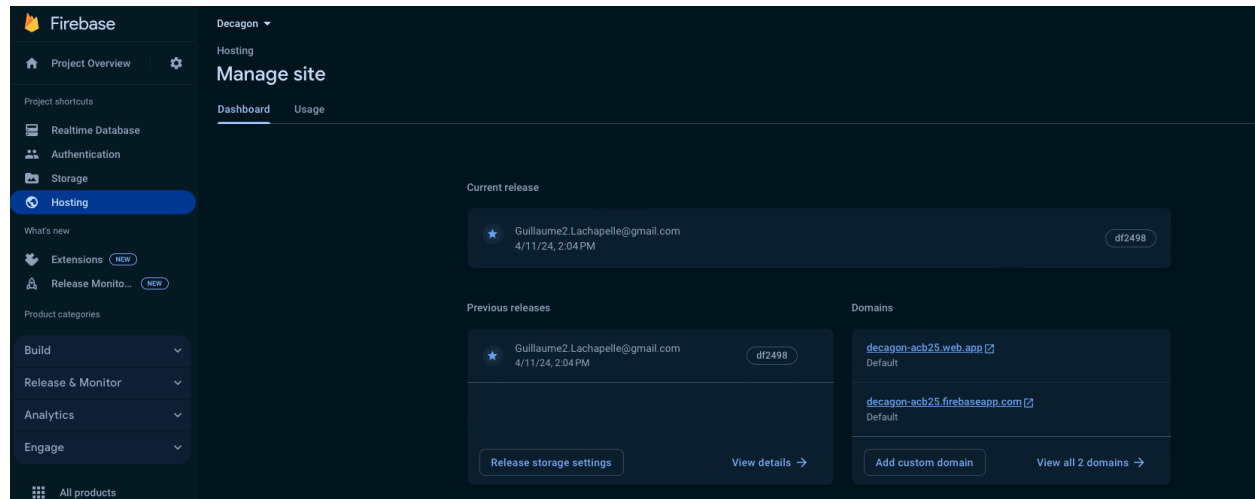 Firebase
Project Overview
Project shortcuts
Realtime Database
Authentication
Storage
Hosting
What's new
Extensions NEW
Release Monito... NEW
Product categories
Build
Release & Monitor
Analytics
Engage
All products
Decagon
Hosting
Manage site
Dashboard Usage
Current release
Guillaume2.Lachapelle@gmail.com
4/11/24, 2:04 PM
df2498
Previous releases
Guillaume2.Lachapelle@gmail.com
4/11/24, 2:04 PM
df2498
Release storage settings View details
Domains
decagon-acb25.web.app
Default
decagon-acb25.firebaseapp.com
Default
Add custom domain View all 2 domains